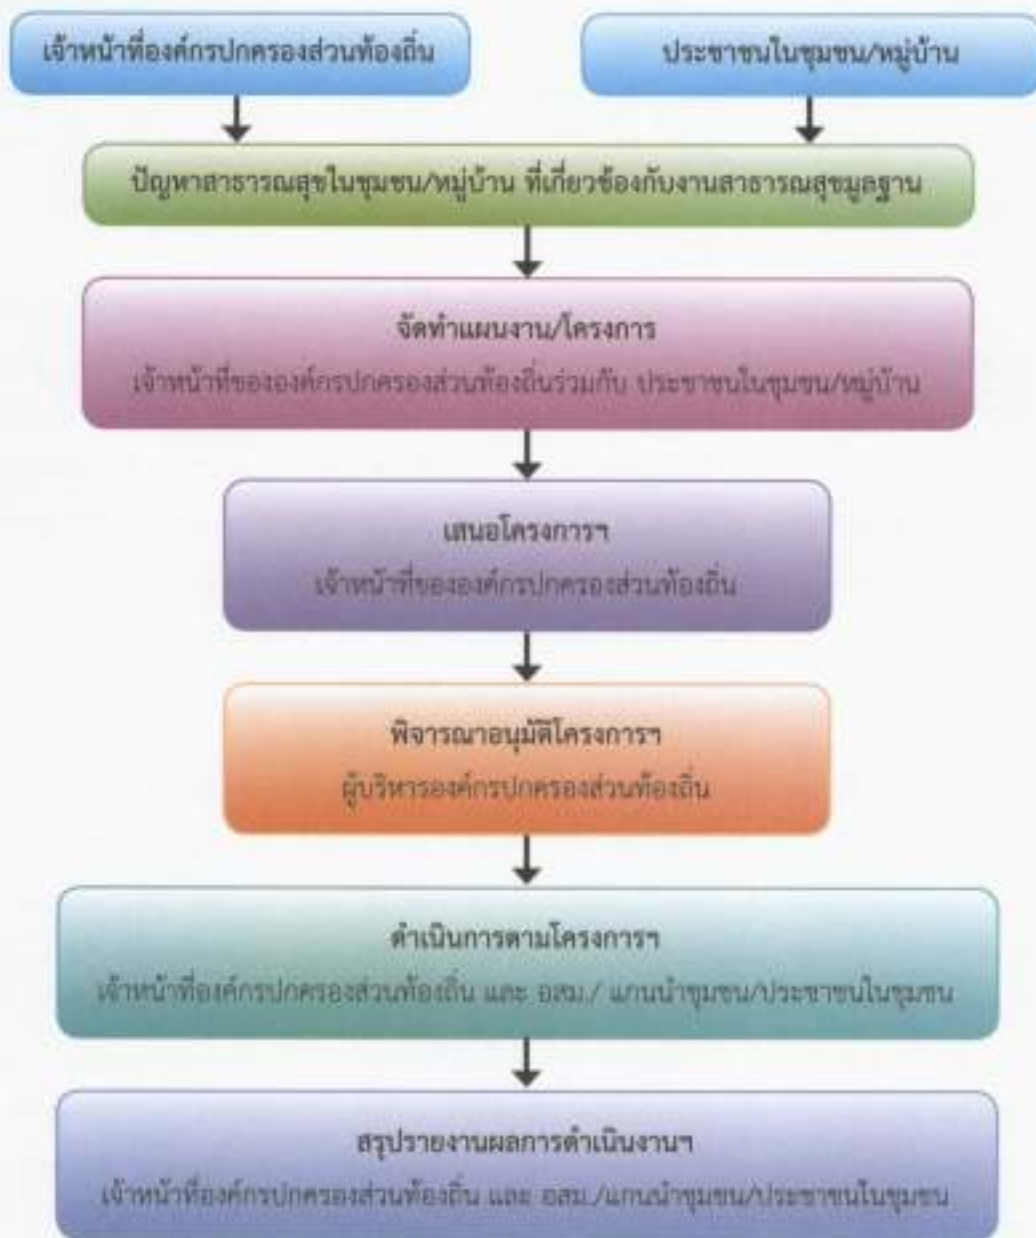 เจ้าหน้าที่องค์กรปกครองส่วนท้องถิ่น
ประชาชนในชุมชน/หมู่บ้าน
ปัญหาสาธารณสุขในชุมชน/หมู่บ้าน ที่เกี่ยวข้องกับงานสาธารณสุขมูลฐาน
จัดทำแผนงาน/โครงการ
เจ้าหน้าที่ขององค์กรปกครองส่วนท้องถิ่นร่วมกับ ประชาชนในชุมชน/หมู่บ้าน
เสนอโครงการฯ
เจ้าหน้าที่ขององค์กรปกครองส่วนท้องถิ่น
พิจารณาอนุมัติโครงการฯ
ผู้บริหารองค์กรปกครองส่วนท้องถิ่น
ดำเนินการตามโครงการฯ
เจ้าหน้าที่องค์กรปกครองส่วนท้องถิ่น และ อสม./ แกนนำชุมชน/ประชาชนในชุมชน
สรุปรายงานผลการดำเนินงานฯ
เจ้าหน้าที่องค์กรปกครองส่วนท้องถิ่น และ อสม./แกนนำชุมชน/ประชาชนในชุมชน